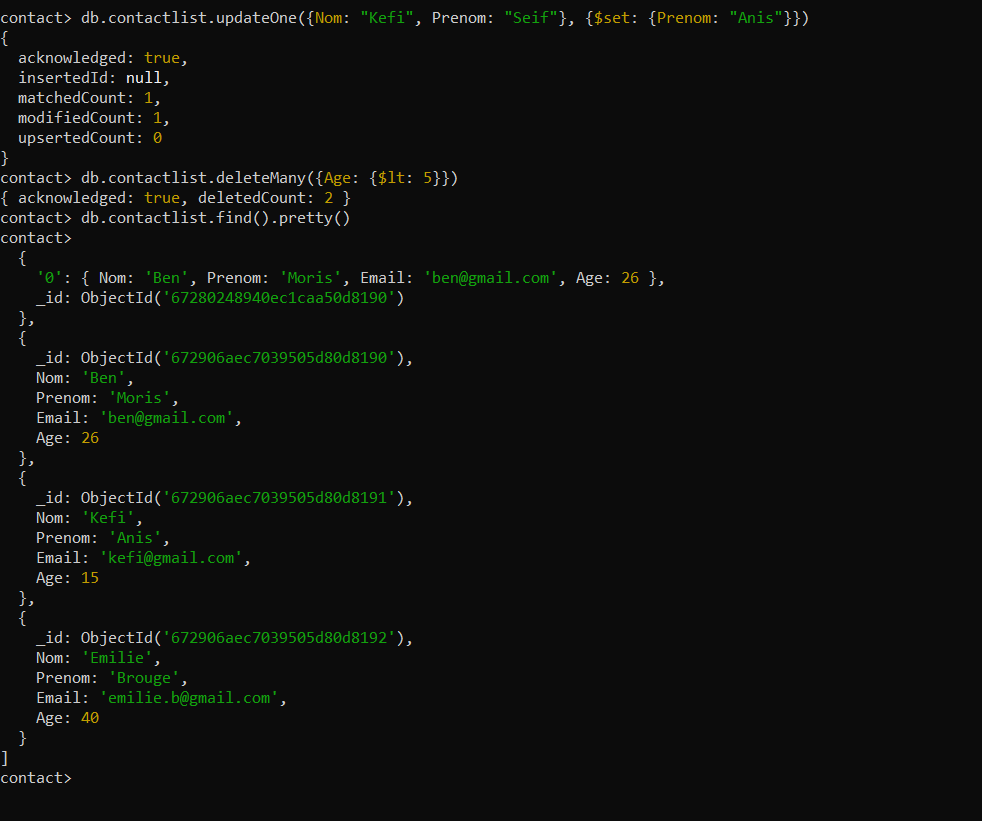 contact> db.contactlist.updateOne({Nom: "Kefi", Prenom: "Seif"}, {$set: {Prenom: "Anis"}})
{
  acknowledged: true,
  insertedId: null,
  matchedCount: 1,
  modifiedCount: 1,
  upsertedCount: 0
}
contact> db.contactlist.deleteMany({Age: {$lt: 5}})
{ acknowledged: true, deletedCount: 2 }
contact> db.contactlist.find().pretty()
contact>
  {
    '0': { Nom: 'Ben', Prenom: 'Moris', Email: 'ben@gmail.com', Age: 26 },
    _id: ObjectId('67280248940ec1caa50d8190')
  },
  {
    _id: ObjectId('672906aec7039505d80d8190'),
    Nom: 'Ben',
    Prenom: 'Moris',
    Email: 'ben@gmail.com',
    Age: 26
  },
  {
    _id: ObjectId('672906aec7039505d80d8191'),
    Nom: 'Kefi',
    Prenom: 'Anis',
    Email: 'kefi@gmail.com',
    Age: 15
  },
  {
    _id: ObjectId('672906aec7039505d80d8192'),
    Nom: 'Emilie',
    Prenom: 'Brouge',
    Email: 'emilie.b@gmail.com',
    Age: 40
  }
]
contact>